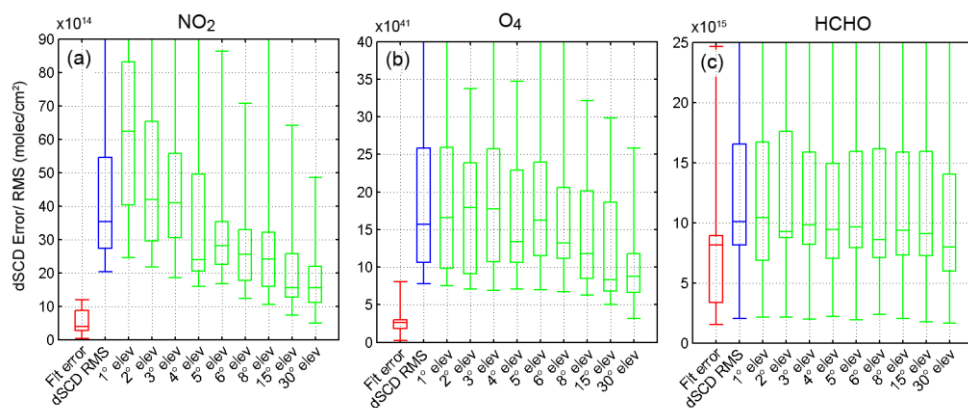 NO2
x10^14
dSCD Error/ RMS (molec/cm²)
90
80
70
60
50
40
30
20
10
0
(a)
Fit error
dSCD RMS
1° elev
2° elev
3° elev
4° elev
5° elev
6° elev
8° elev
15° elev
30° elev
O4
x10^41
40
35
30
25
20
15
10
5
0
(b)
Fit error
dSCD RMS
1° elev
2° elev
3° elev
4° elev
5° elev
6° elev
8° elev
15° elev
30° elev
HCHO
x10^15
25
20
15
10
5
0
(c)
Fit error
dSCD RMS
1° elev
2° elev
3° elev
4° elev
5° elev
6° elev
8° elev
15° elev
30° elev